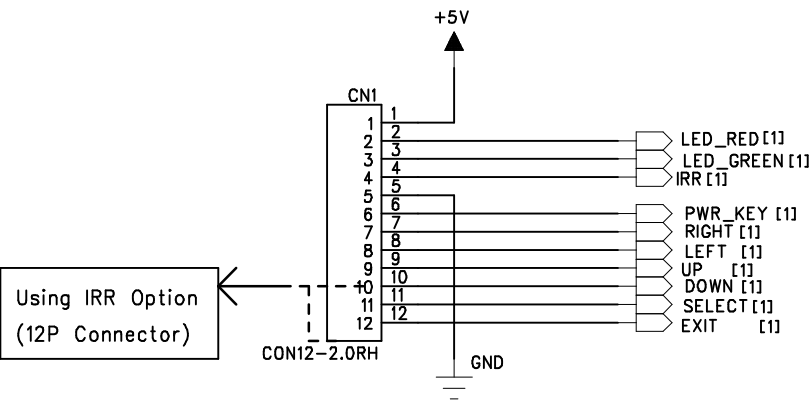 +5V
CN1
1 1
2 2 LED_RED [1]
3 3 LED_GREEN [1]
4 4 IRR [1]
5 5
6 6 PWR_KEY [1]
7 7 RIGHT [1]
8 8 LEFT [1]
9 9 UP [1]
10 10 DOWN [1]
11 11 SELECT [1]
12 12 EXIT [1]
Using IRR Option
(12P Connector)
CON12-2.0RH
GND